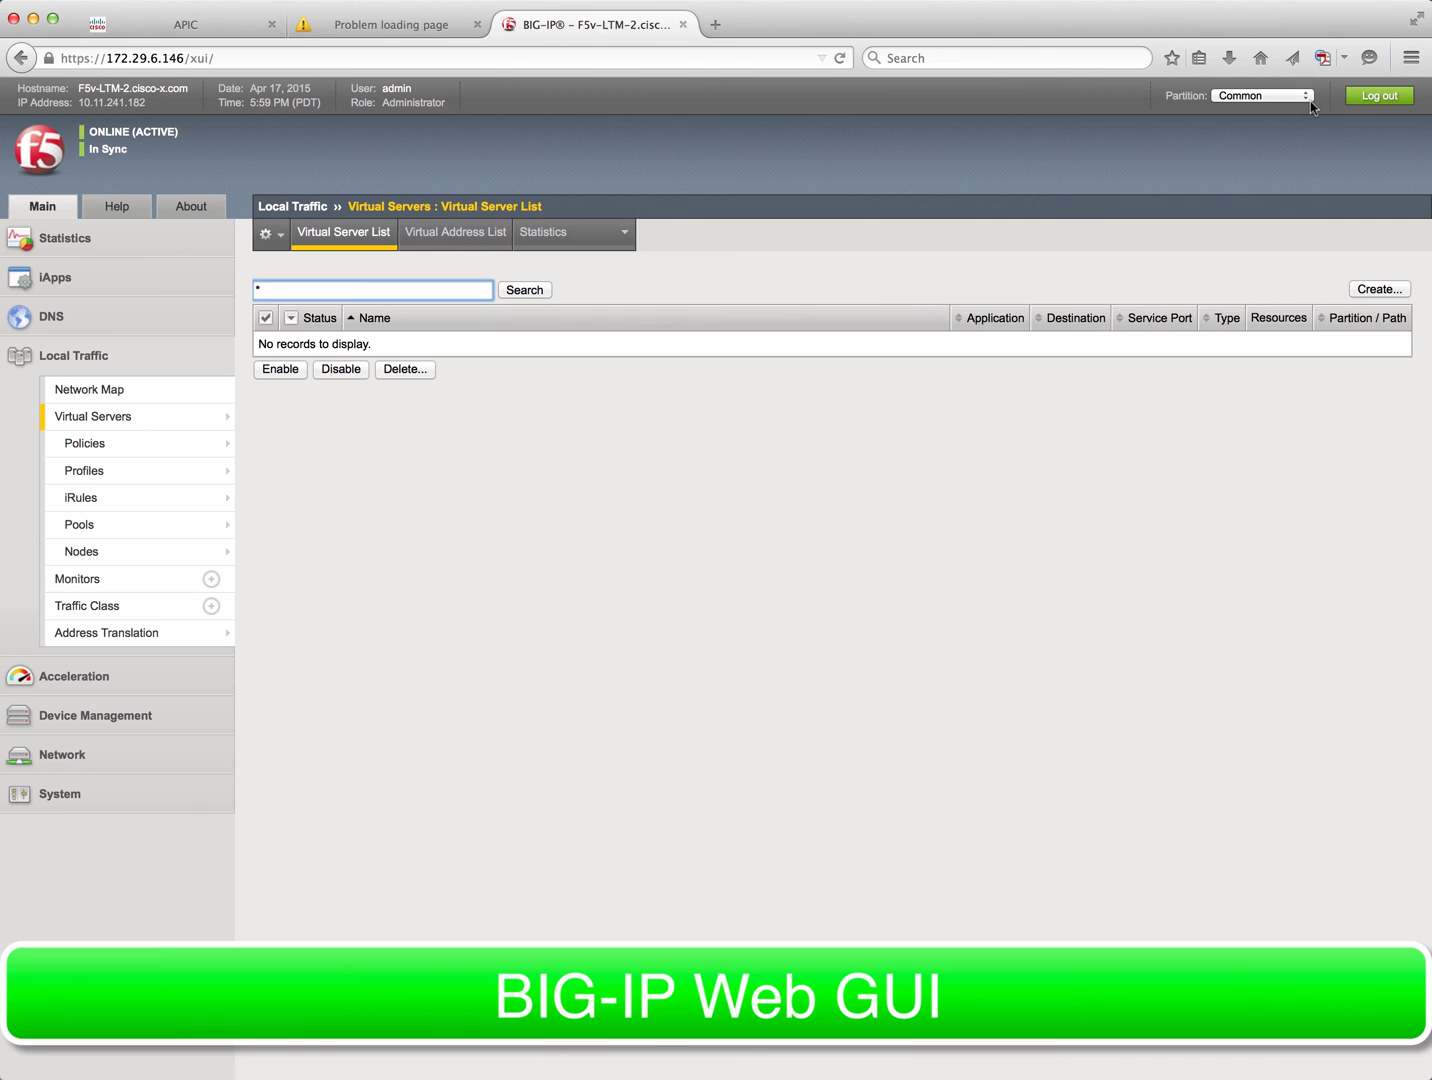 APIC
Problem loading page
BIG-IP® – F5v-LTM-2.cisc...
https://172.29.6.146/xui/
Search
Hostname: F5v-LTM-2.cisco-x.com
IP Address: 10.11.241.182
Date: Apr 17, 2015
Time: 5:59 PM (PDT)
User: admin
Role: Administrator
Partition: Common
Log out
f5
ONLINE (ACTIVE)
In Sync
Main
Help
About
Local Traffic ›› Virtual Servers : Virtual Server List
Virtual Server List
Virtual Address List
Statistics
Statistics
iApps
DNS
Local Traffic
Network Map
Virtual Servers
Policies
Profiles
iRules
Pools
Nodes
Monitors
Traffic Class
Address Translation
Acceleration
Device Management
Network
System
*
Search
Create...
Status
Name
Application
Destination
Service Port
Type
Resources
Partition / Path
No records to display.
Enable
Disable
Delete...
BIG-IP Web GUI